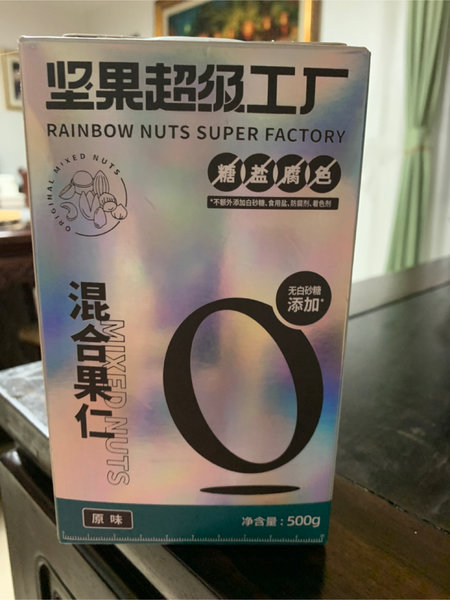 坚果超级工厂
RAINBOW NUTS SUPER FACTORY
ORIGINAL MIXED NUTS
糖 盐 腐 色
*不额外添加白砂糖、食用盐、防腐剂、着色剂
无白砂糖
添加*
0
混合果仁
MIXED NUTS
原味
净含量:500g